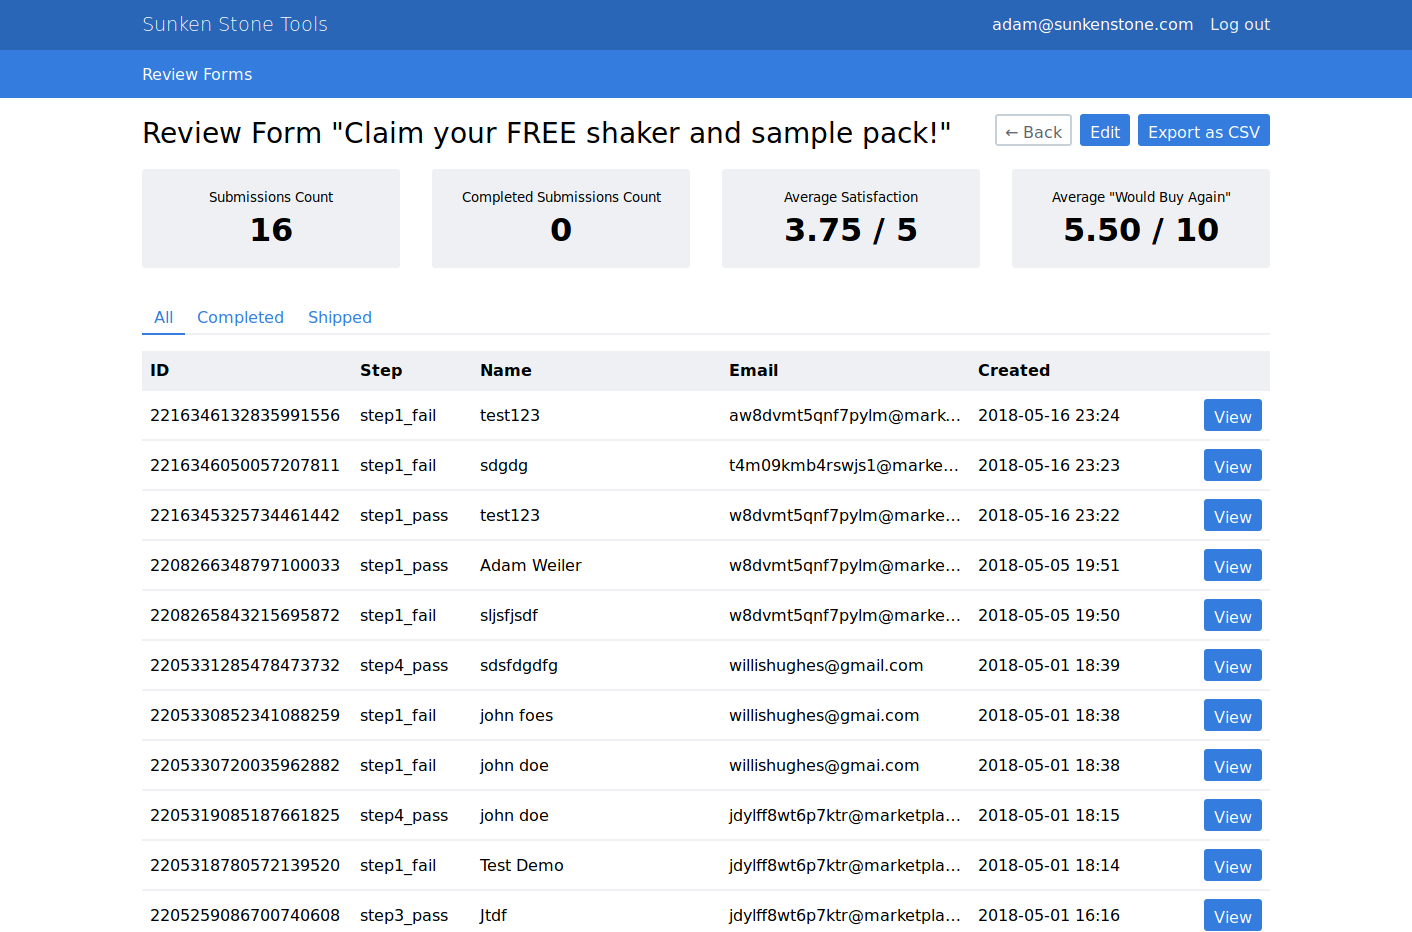 Sunken Stone Tools adam@sunkenstone.com Log out
Review Forms
Review Form "Claim your FREE shaker and sample pack!" ← Back Edit Export as CSV
Submissions Count Completed Submissions Count Average Satisfaction Average "Would Buy Again"
16 0 3.75 / 5 5.50 / 10
All Completed Shipped
ID Step Name Email Created
2216346132835991556 step1_fail test123 aw8dvmt5qnf7pylm@mark... 2018-05-16 23:24 View
2216346050057207811 step1_fail sdgdg t4m09kmb4rswjs1@marke... 2018-05-16 23:23 View
2216345325734461442 step1_pass test123 w8dvmt5qnf7pylm@marke... 2018-05-16 23:22 View
2208266348797100033 step1_pass Adam Weiler w8dvmt5qnf7pylm@marke... 2018-05-05 19:51 View
2208265843215695872 step1_fail sljsfjsdf w8dvmt5qnf7pylm@marke... 2018-05-05 19:50 View
2205331285478473732 step4_pass sdsfdgdfg willishughes@gmail.com 2018-05-01 18:39 View
2205330852341088259 step1_fail john foes willishughes@gmai.com 2018-05-01 18:38 View
2205330720035962882 step1_fail john doe willishughes@gmai.com 2018-05-01 18:38 View
2205319085187661825 step4_pass john doe jdylff8wt6p7ktr@marketpla... 2018-05-01 18:15 View
2205318780572139520 step1_fail Test Demo jdylff8wt6p7ktr@marketpla... 2018-05-01 18:14 View
2205259086700740608 step3_pass Jtdf jdylff8wt6p7ktr@marketpla... 2018-05-01 16:16 View